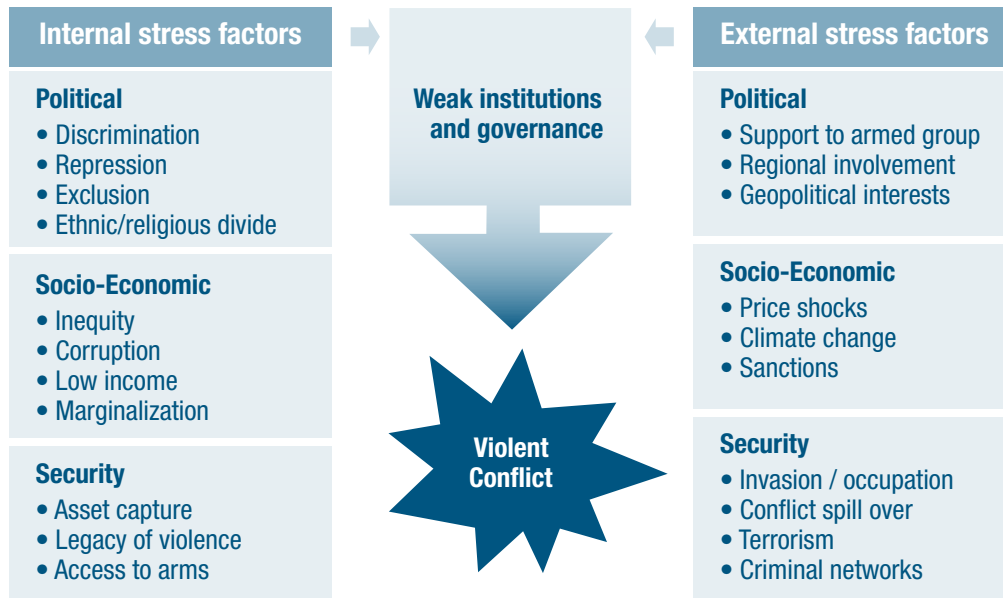 Internal stress factors
Political
• Discrimination
• Repression
• Exclusion
• Ethnic/religious divide
Socio-Economic
• Inequity
• Corruption
• Low income
• Marginalization
Security
• Asset capture
• Legacy of violence
• Access to arms
Weak institutions
and governance
Violent
Conflict
External stress factors
Political
• Support to armed group
• Regional involvement
• Geopolitical interests
Socio-Economic
• Price shocks
• Climate change
• Sanctions
Security
• Invasion / occupation
• Conflict spill over
• Terrorism
• Criminal networks